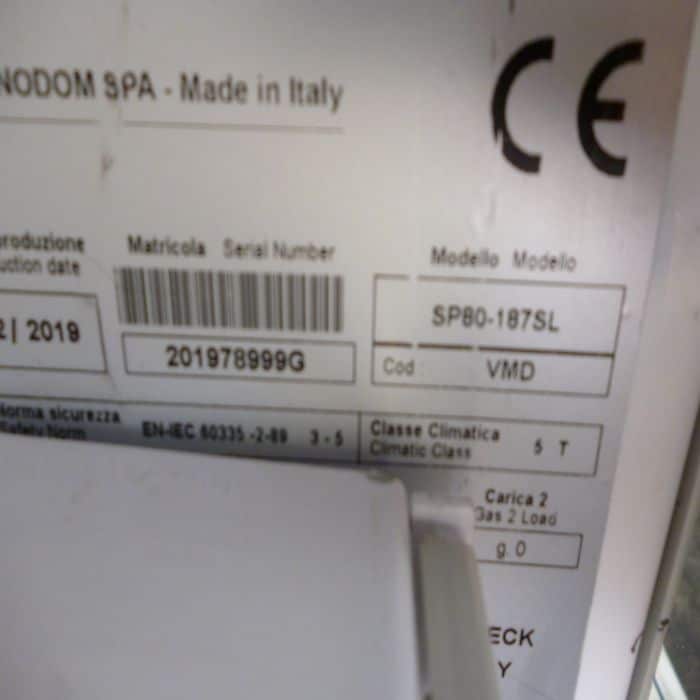 NODOM SPA - Made in Italy
CE
produzione
uction date
2 | 2019
Matricola Serial Number
201978999G
Modello Modello
SP80-187SL
Cod VMD
Norma sicurezza
Safety Norm
EN-IEC 60335 -2-89 3 - 5
Classe Climatica
Climatic Class
5 T
Carica 2
Gas 2 Load
g. 0
ECK
Y